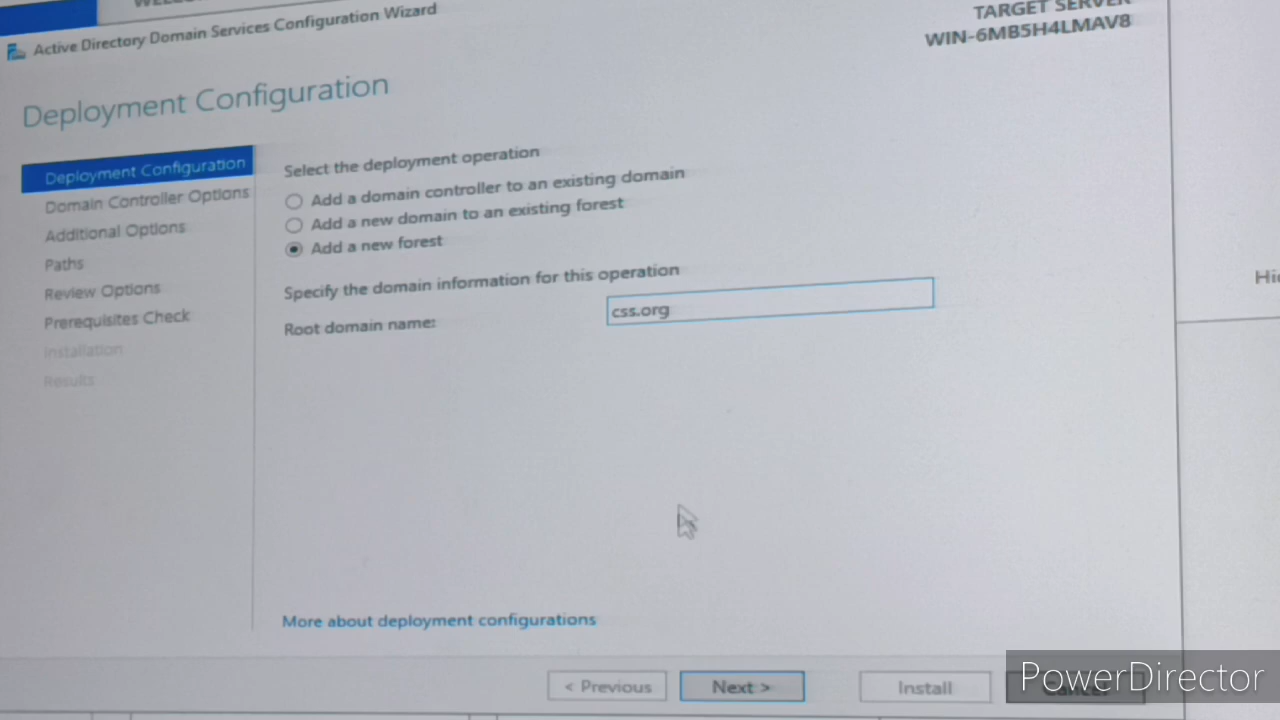 Active Directory Domain Services Configuration Wizard
TARGET SERVER
WIN-6MB5H4LMAV8
Deployment Configuration
Deployment Configuration
Domain Controller Options
Additional Options
Paths
Review Options
Prerequisites Check
Installation
Results
Select the deployment operation
Add a domain controller to an existing domain
Add a new domain to an existing forest
Add a new forest
Specify the domain information for this operation
Root domain name:
css.org
More about deployment configurations
< Previous
Next >
Install
PowerDirector